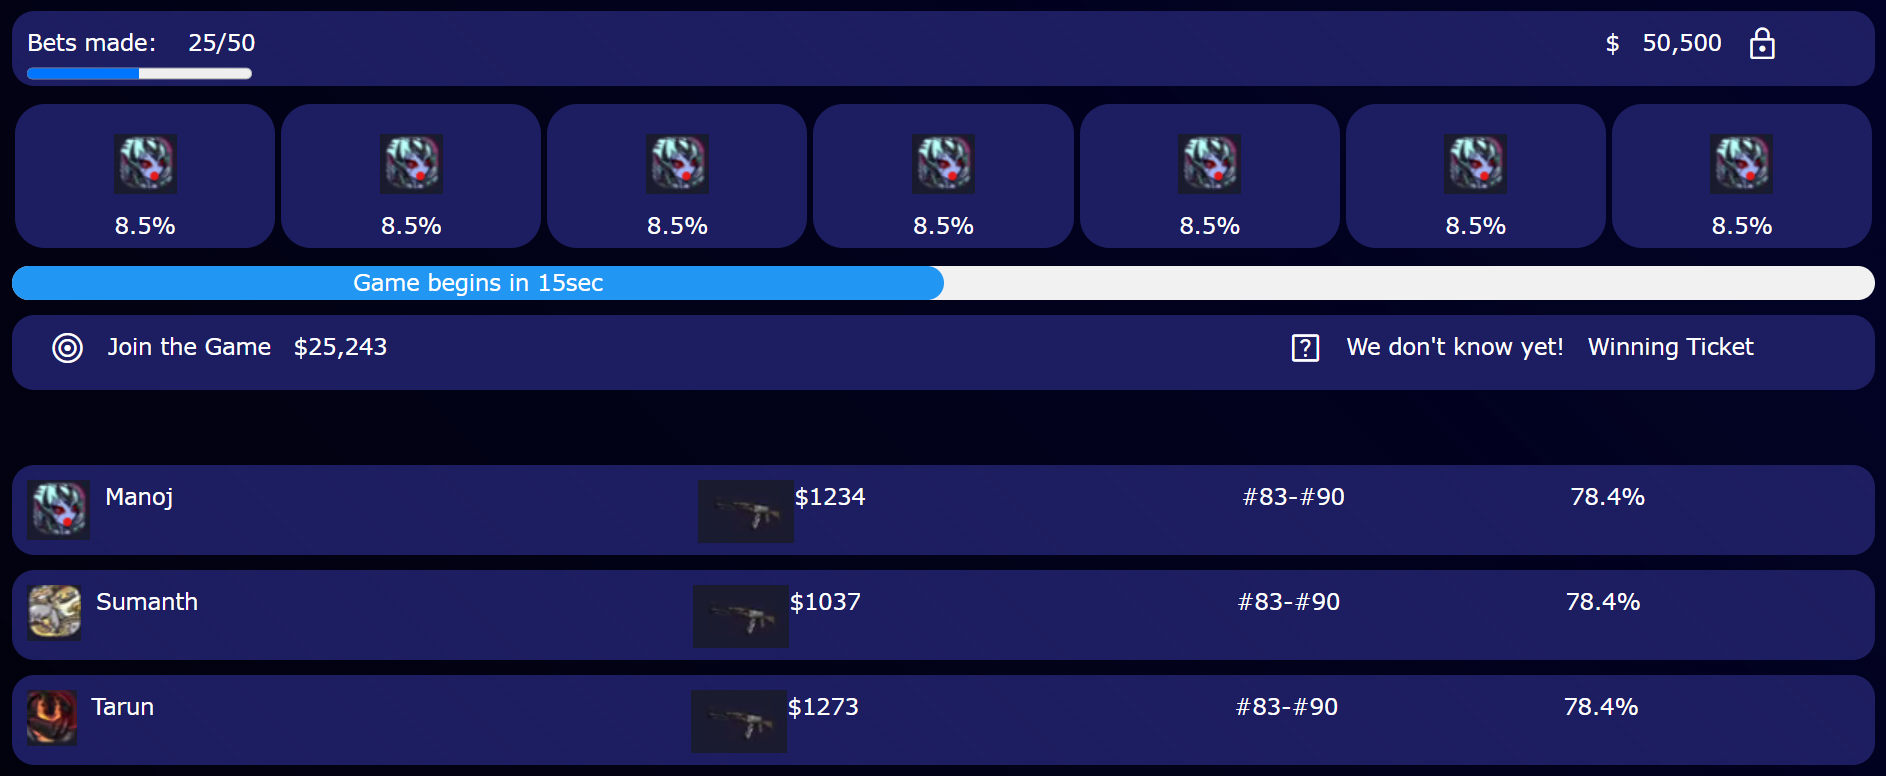 Bets made: 25/50 $ 50,500
8.5% 8.5% 8.5% 8.5% 8.5% 8.5% 8.5%
Game begins in 15sec
Join the Game $25,243 We don't know yet! Winning Ticket
Manoj $1234 #83-#90 78.4%
Sumanth $1037 #83-#90 78.4%
Tarun $1273 #83-#90 78.4%